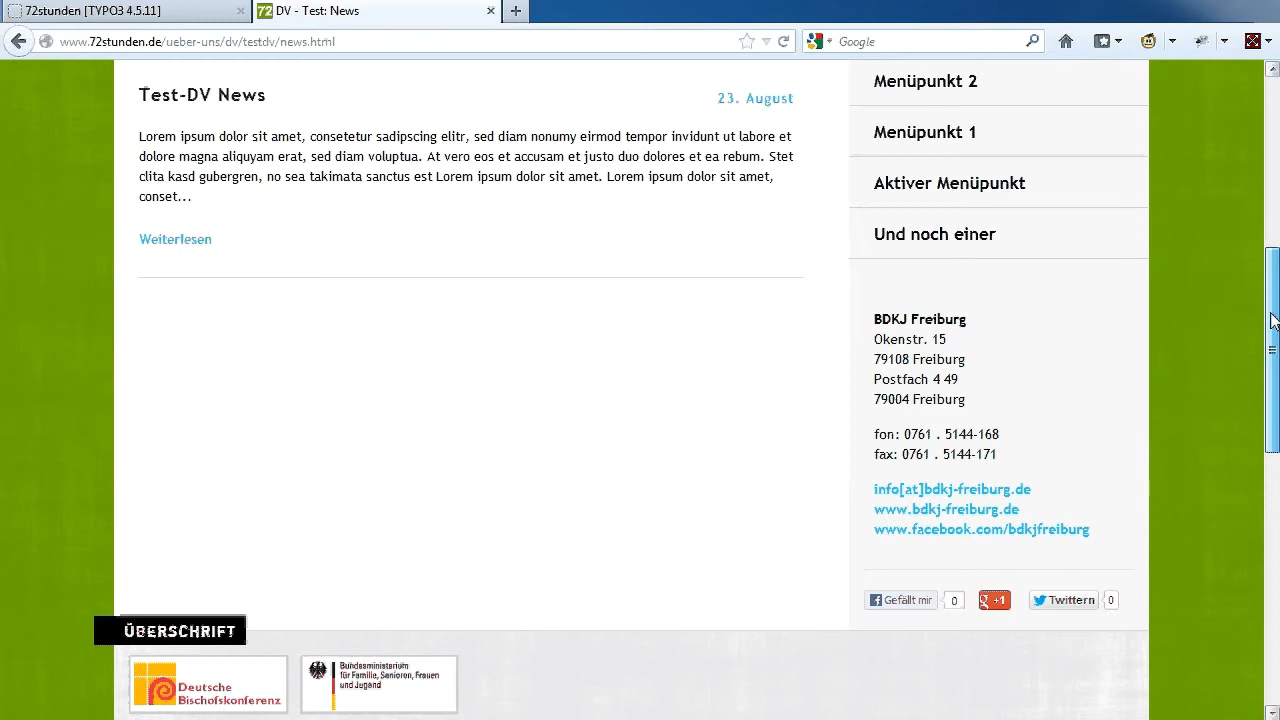 72stunden [TYPO3 4.5.11]
72 DV - Test: News
www.72stunden.de/ueber-uns/dv/testdv/news.html
Google
Test-DV News
23. August
Lorem ipsum dolor sit amet, consetetur sadipscing elitr, sed diam nonumy eirmod tempor invidunt ut labore et
dolore magna aliquyam erat, sed diam voluptua. At vero eos et accusam et justo duo dolores et ea rebum. Stet
clita kasd gubergren, no sea takimata sanctus est Lorem ipsum dolor sit amet. Lorem ipsum dolor sit amet,
conset...
Weiterlesen
Menüpunkt 2
Menüpunkt 1
Aktiver Menüpunkt
Und noch einer
BDKJ Freiburg
Okenstr. 15
79108 Freiburg
Postfach 4 49
79004 Freiburg
fon: 0761 . 5144-168
fax: 0761 . 5144-171
info[at]bdkj-freiburg.de
www.bdkj-freiburg.de
www.facebook.com/bdkjfreiburg
Gefällt mir 0
g +1
Twittern 0
ÜBERSCHRIFT
Deutsche
Bischofskonferenz
Bundesministerium
für Familie, Senioren, Frauen
und Jugend